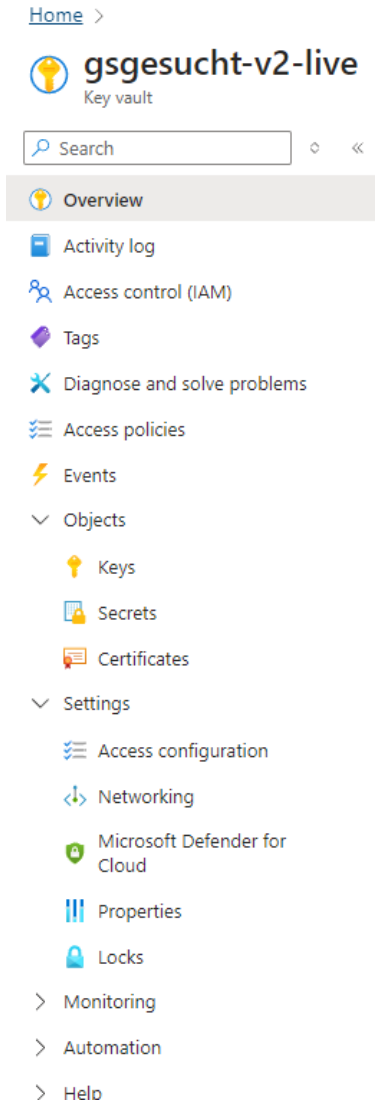 Home >
gsgesucht-v2-live
Key vault
Search
Overview
Activity log
Access control (IAM)
Tags
Diagnose and solve problems
Access policies
Events
Objects
Keys
Secrets
Certificates
Settings
Access configuration
Networking
Microsoft Defender for
Cloud
Properties
Locks
Monitoring
Automation
Help